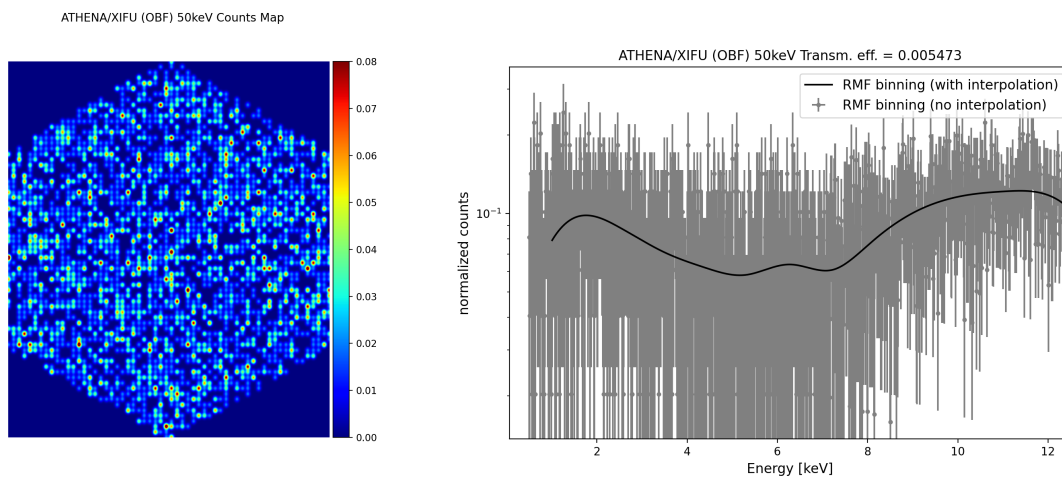 ATHENA/XIFU (OBF) 50keV Counts Map
0.08
0.07
0.06
0.05
0.04
0.03
0.02
0.01
0.00
ATHENA/XIFU (OBF) 50keV Transm. eff. = 0.005473
RMF binning (with interpolation)
RMF binning (no interpolation)
normalized counts
10⁻¹
2 4 6 8 10 12
Energy [keV]